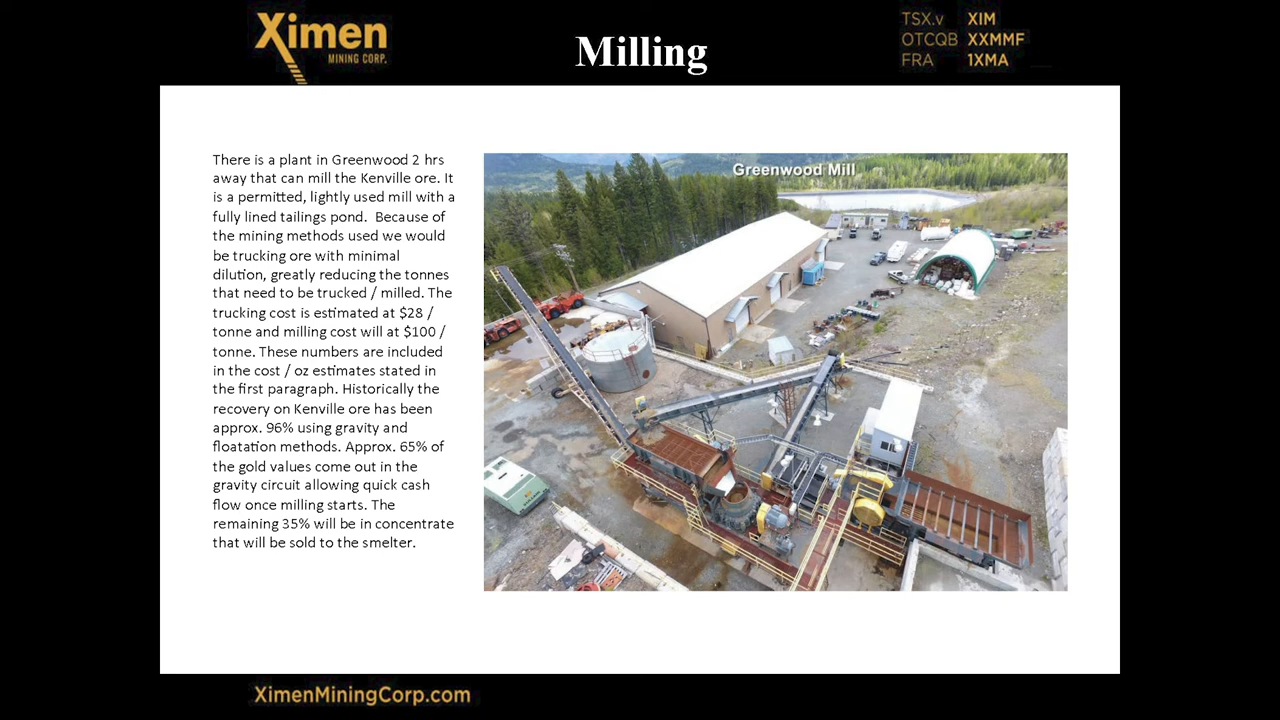 Ximen
MINING CORP.
Milling
TSX.v XIM
OTCQB XXMMF
FRA 1XMA
There is a plant in Greenwood 2 hrs
away that can mill the Kenville ore. It
is a permitted, lightly used mill with a
fully lined tailings pond. Because of
the mining methods used we would
be trucking ore with minimal
dilution, greatly reducing the tonnes
that need to be trucked / milled. The
trucking cost is estimated at $28 /
tonne and milling cost will at $100 /
tonne. These numbers are included
in the cost / oz estimates stated in
the first paragraph. Historically the
recovery on Kenville ore has been
approx. 96% using gravity and
floatation methods. Approx. 65% of
the gold values come out in the
gravity circuit allowing quick cash
flow once milling starts. The
remaining 35% will be in concentrate
that will be sold to the smelter.
Greenwood Mill
XimenMiningCorp.com